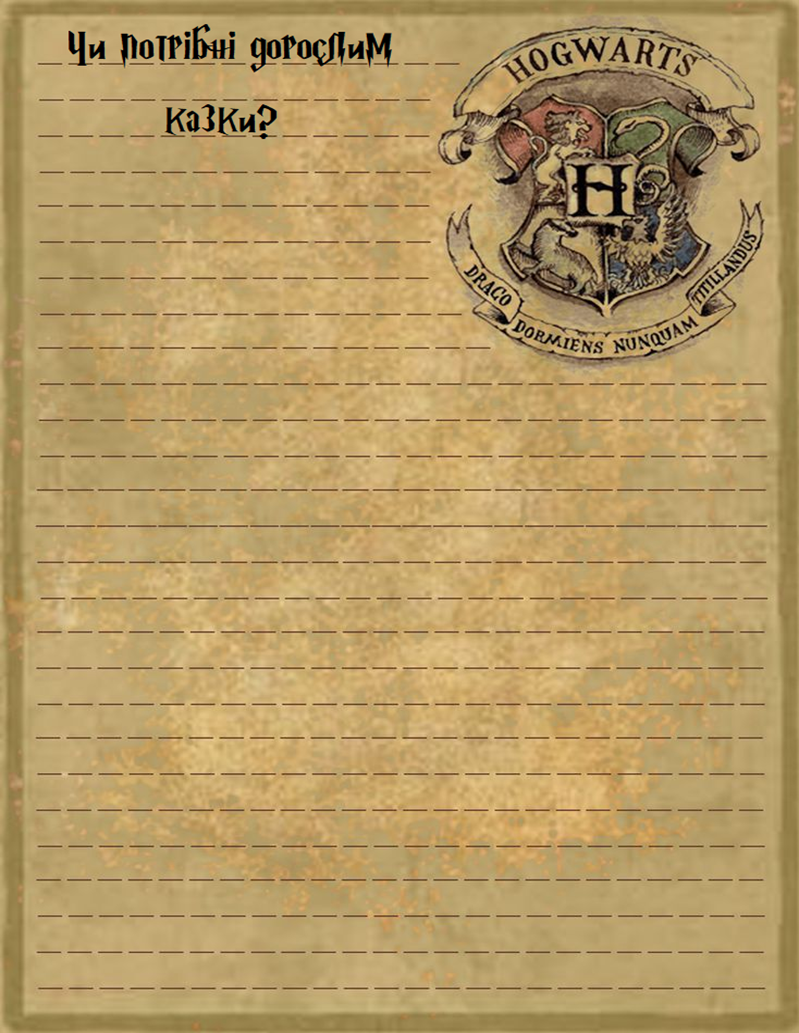 Чи потрібні дорослим
казки?
HOGWARTS
H
DRACO DORMIENS NUNQUAM TITILLANDUS